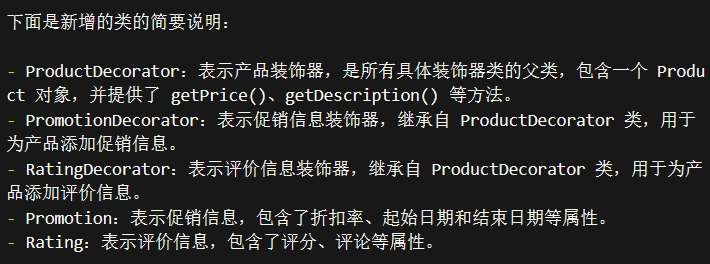 下面是新增的类的简要说明：
- ProductDecorator：表示产品装饰器，是所有具体装饰器类的父类，包含一个 Produ
ct 对象，并提供了 getPrice()、getDescription() 等方法。
- PromotionDecorator：表示促销信息装饰器，继承自 ProductDecorator 类，用于
为产品添加促销信息。
- RatingDecorator：表示评价信息装饰器，继承自 ProductDecorator 类，用于为产
品添加评价信息。
- Promotion：表示促销信息，包含了折扣率、起始日期和结束日期等属性。
- Rating：表示评价信息，包含了评分、评论等属性。